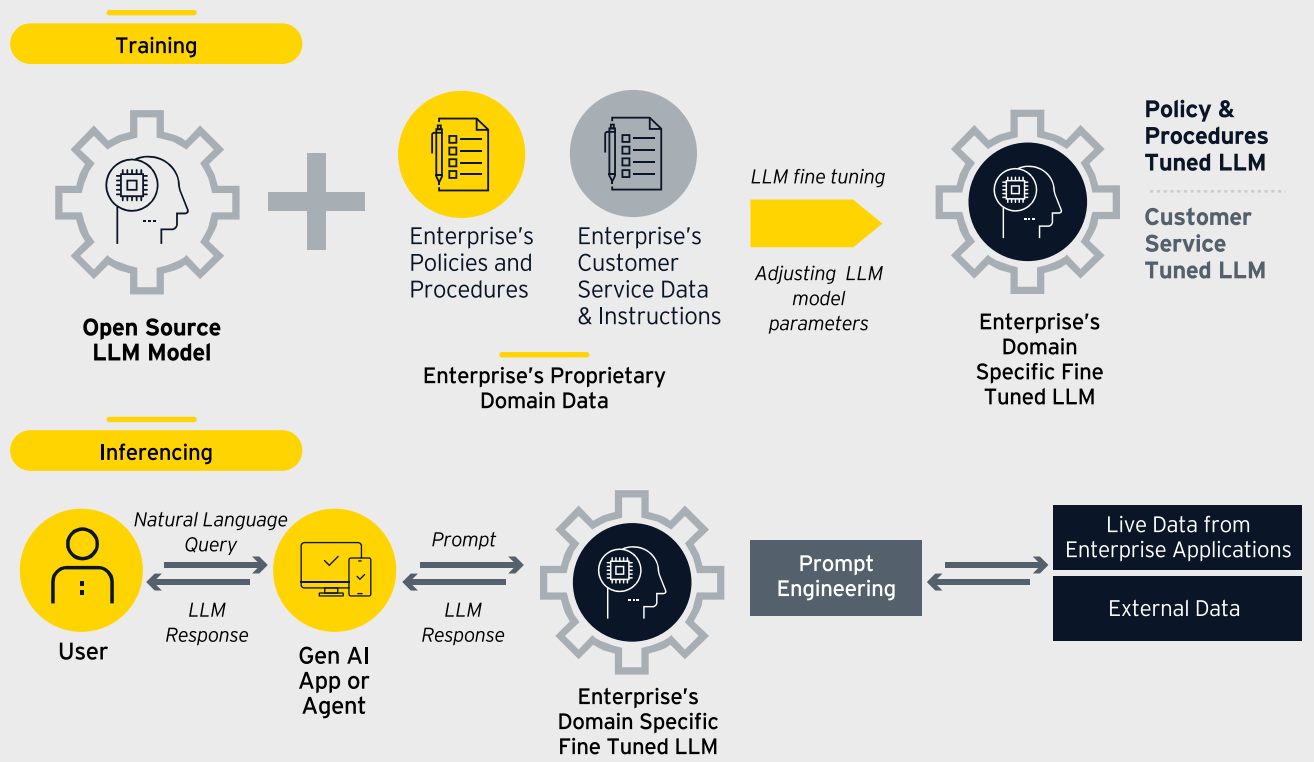 Training
Open Source
LLM Model
Enterprise's
Policies and
Procedures
Enterprise's
Customer
Service Data
& Instructions
Enterprise's Proprietary
Domain Data
LLM fine tuning
Adjusting LLM
model
parameters
Enterprise's
Domain
Specific Fine
Tuned LLM
Policy &
Procedures
Tuned LLM
Customer
Service
Tuned LLM
Inferencing
User
Natural Language
Query
LLM
Response
Gen AI
App or
Agent
Prompt
LLM
Response
Enterprise's
Domain Specific
Fine Tuned LLM
Prompt
Engineering
Live Data from
Enterprise Applications
External Data